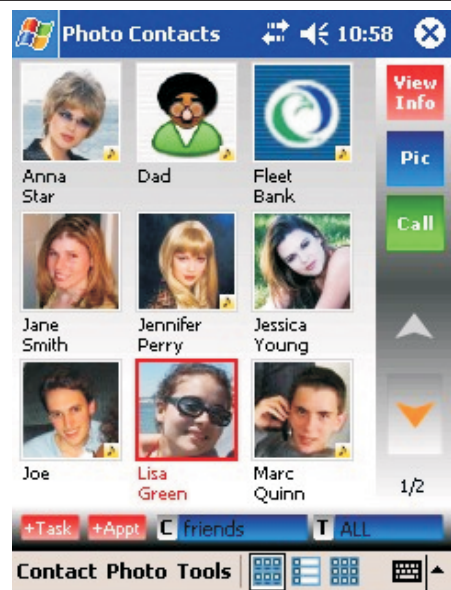 Photo Contacts 10:58
View
Info
Pic
Call
Anna
Star
Dad
Fleet
Bank
Jane
Smith
Jennifer
Perry
Jessica
Young
Joe
Lisa
Green
Marc
Quinn
1/2
+Task +Appt C friends T ALL
Contact Photo Tools